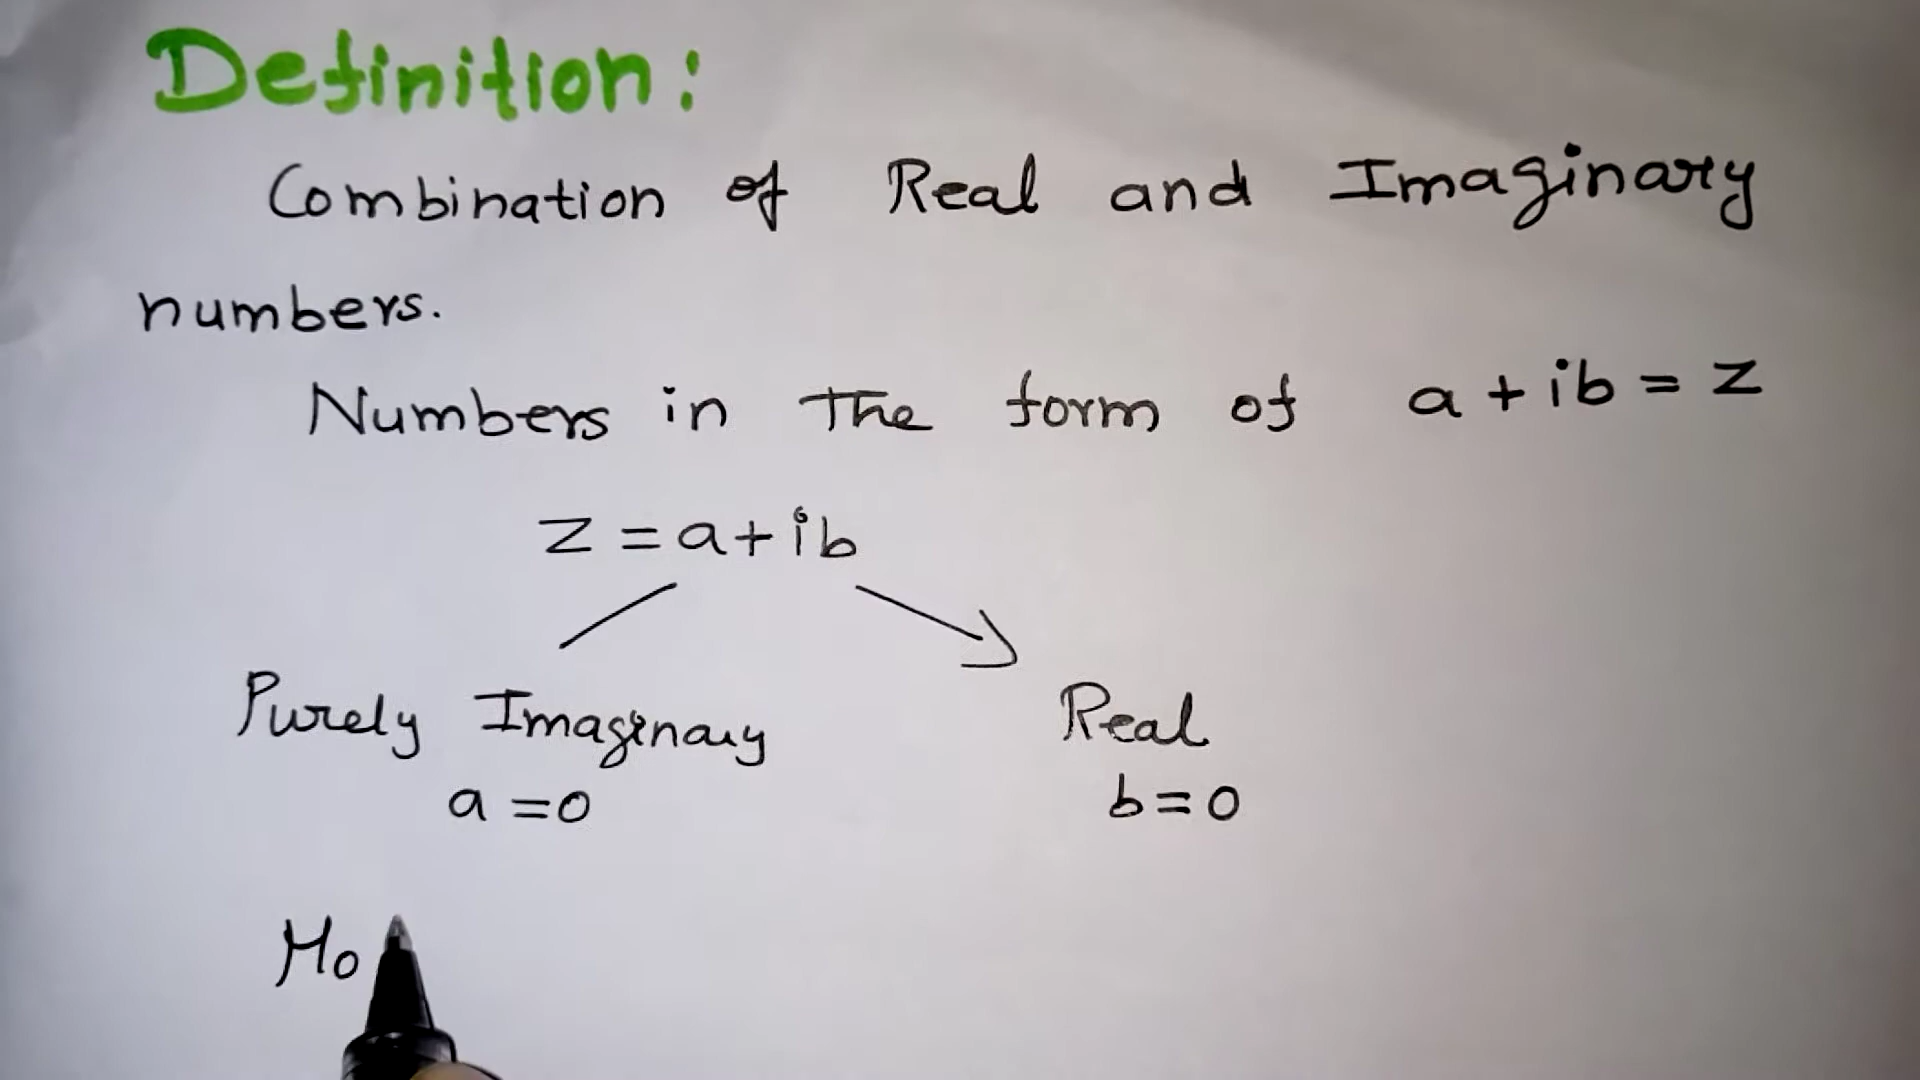 Definition:
Combination of Real and Imaginary
numbers.
Numbers in The form of a + ib = z
z = a + ib
Purely Imaginary Real
a = 0 b = 0
Mo